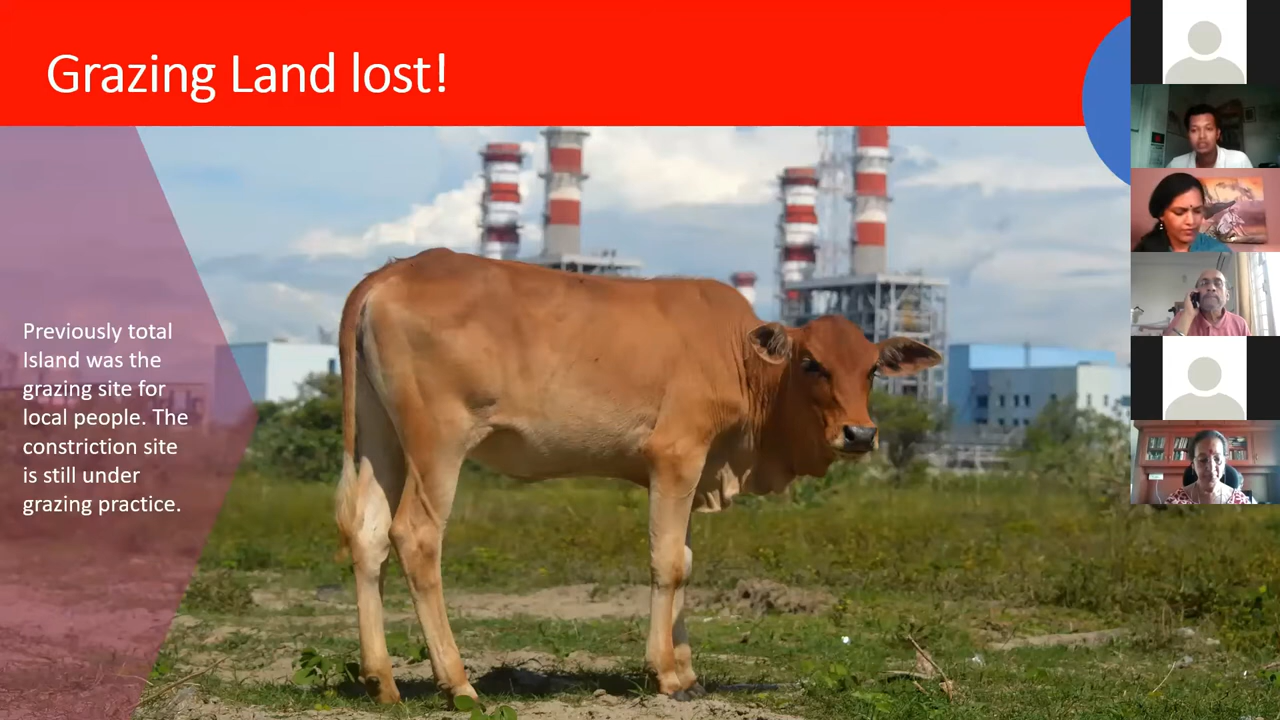 Grazing Land lost!
Previously total
Island was the
grazing site for
local people. The
constriction site
is still under
grazing practice.